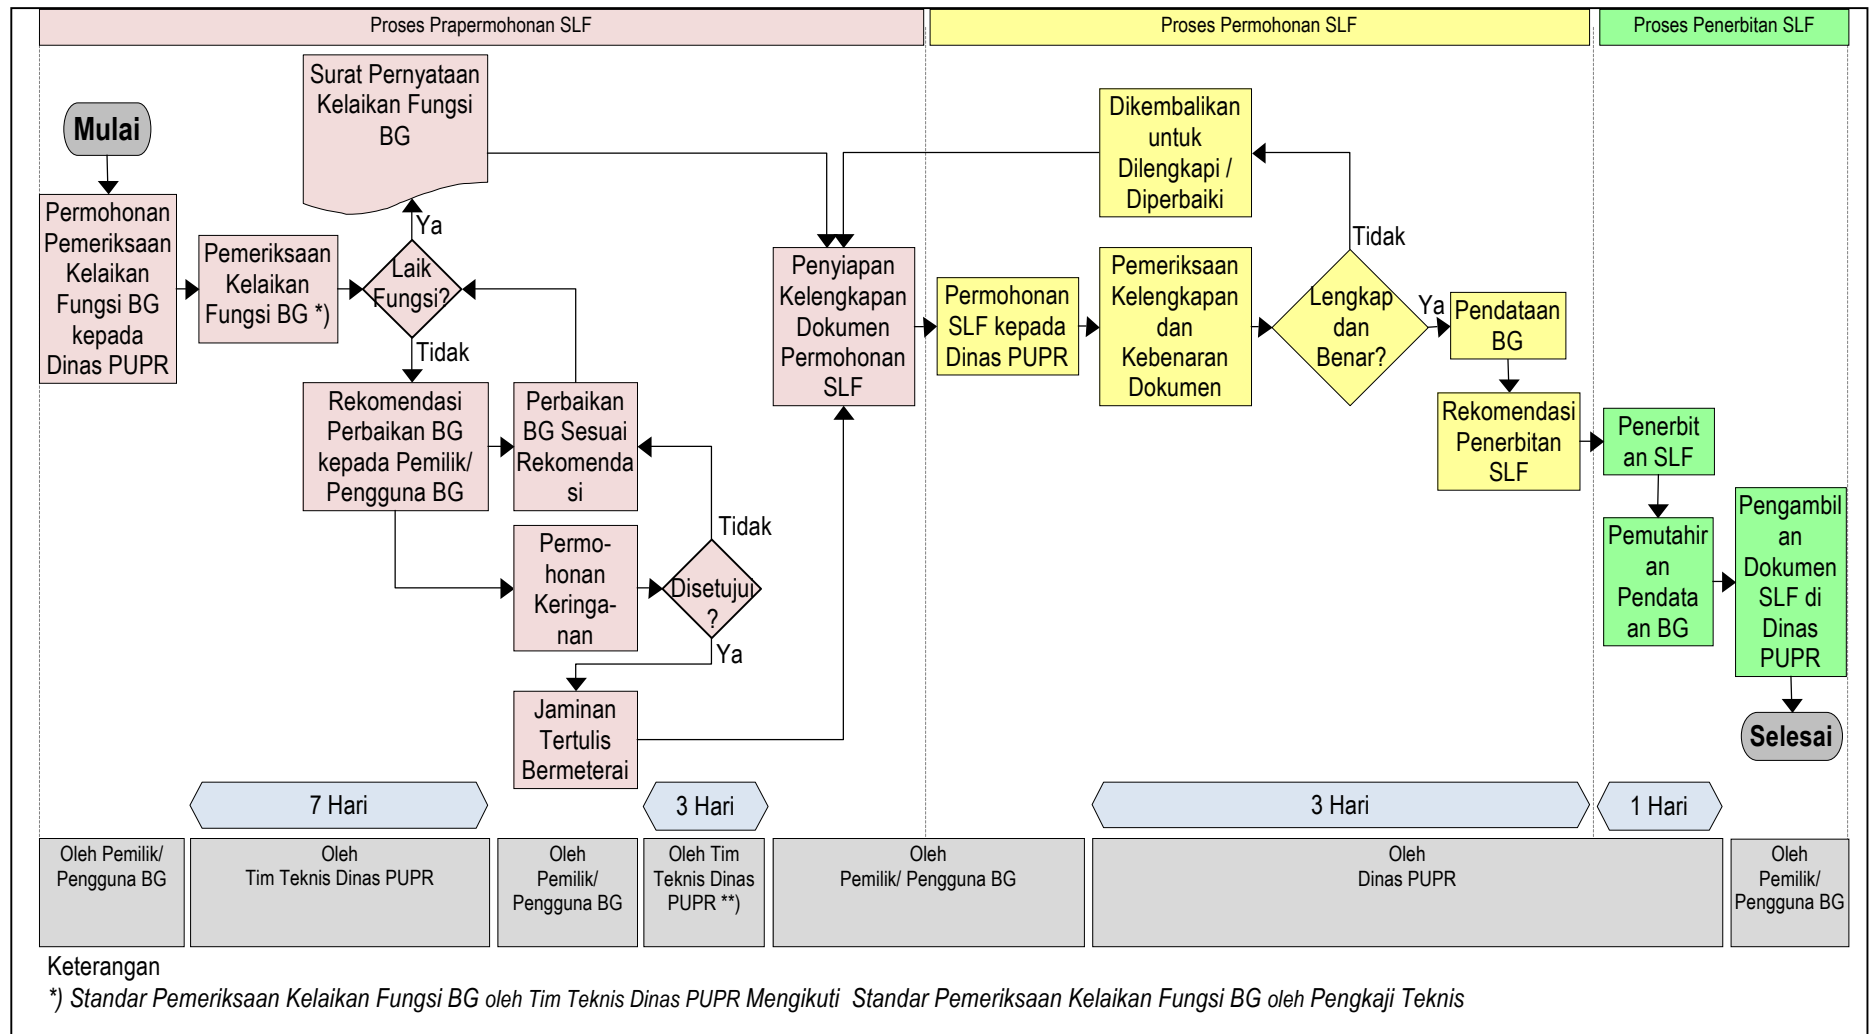 Proses Prapermohonan SLF
Proses Permohonan SLF
Proses Penerbitan SLF
Mulai
Permohonan
Pemeriksaan
Kelaikan
Fungsi BG
kepada
Dinas PUPR
Pemeriksaan
Kelaikan
Fungsi BG *)
Surat Pernyataan
Kelaikan Fungsi
BG
Ya
Laik
Fungsi?
Tidak
Rekomendasi
Perbaikan BG
kepada Pemilik/
Pengguna BG
Perbaikan
BG Sesuai
Rekomenda
si
Permo-
honan
Keringa-
nan
Tidak
Disetujui
?
Ya
Jaminan
Tertulis
Bermeterai
Penyiapan
Kelengkapan
Dokumen
Permohonan
SLF
Permohonan
SLF kepada
Dinas PUPR
Dikembalikan
untuk
Dilengkapi /
Diperbaiki
Pemeriksaan
Kelengkapan
dan
Kebenaran
Dokumen
Tidak
Lengkap
dan
Benar?
Ya
Pendataan
BG
Rekomendasi
Penerbitan
SLF
Penerbit
an SLF
Pemutahir
an
Pendata
an BG
Pengambil
an
Dokumen
SLF di
Dinas
PUPR
Selesai
7 Hari
3 Hari
3 Hari
1 Hari
Oleh Pemilik/
Pengguna BG
Oleh
Tim Teknis Dinas PUPR
Oleh
Pemilik/
Pengguna BG
Oleh Tim
Teknis Dinas
PUPR **)
Oleh
Pemilik/ Pengguna BG
Oleh
Dinas PUPR
Oleh
Pemilik/
Pengguna BG
Keterangan
*) Standar Pemeriksaan Kelaikan Fungsi BG oleh Tim Teknis Dinas PUPR Mengikuti Standar Pemeriksaan Kelaikan Fungsi BG oleh Pengkaji Teknis